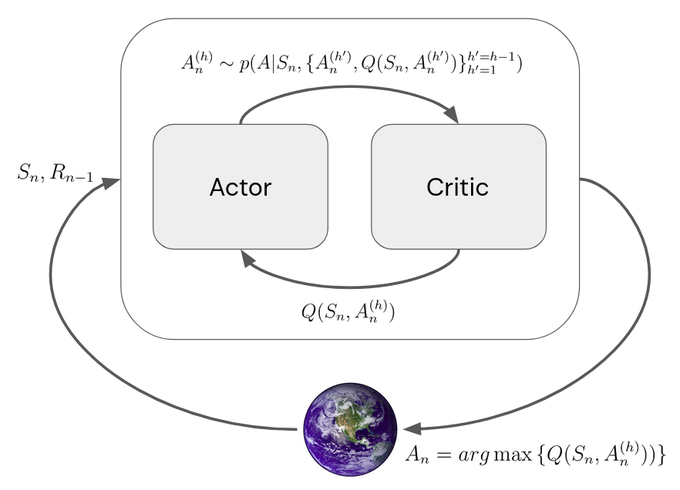 $A_n^{(h)} \sim p(A|S_n, \{A_n^{(h')}, Q(S_n, A_n^{(h')})\}_{h'=1}^{h'=h-1})$
$S_n, R_{n-1}$
Actor
Critic
$Q(S_n, A_n^{(h)})$
$A_n = arg\max\{Q(S_n, A_n^{(h)}))\}$